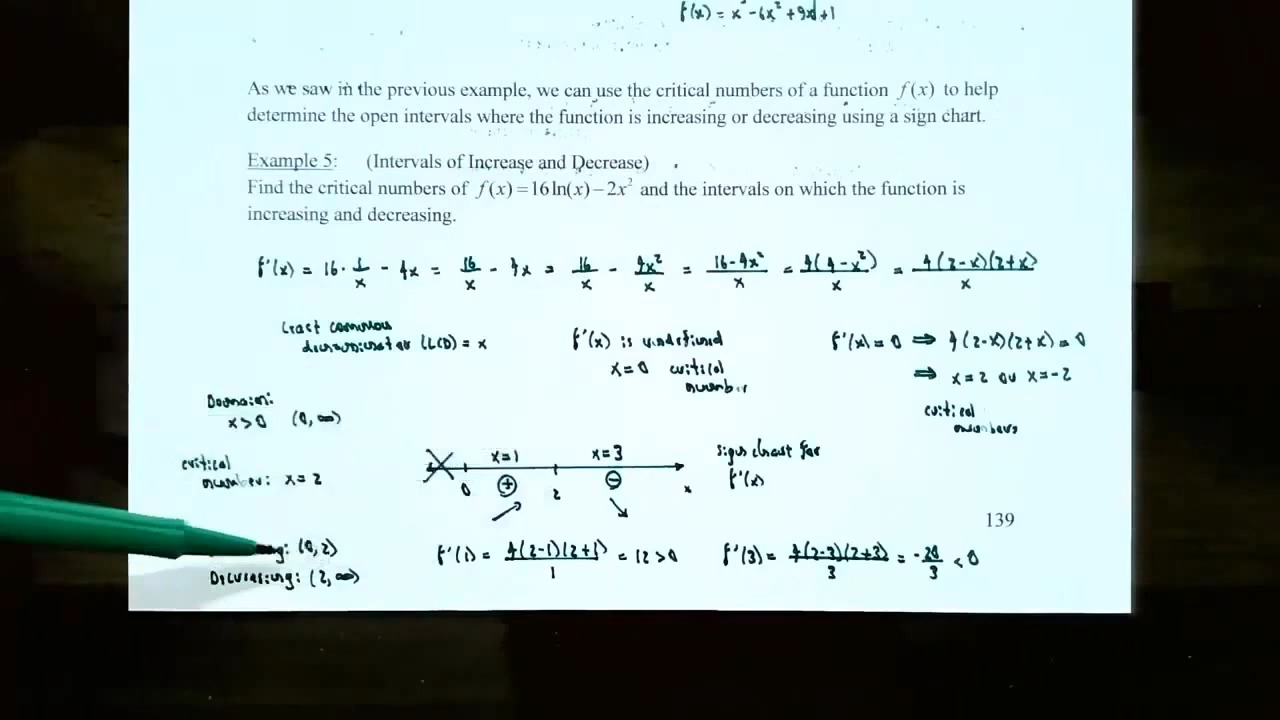 f(x) = x³ - 6x² + 9x + 1
As we saw in the previous example, we can use the critical numbers of a function f(x) to help
determine the open intervals where the function is increasing or decreasing using a sign chart.
Example 5: (Intervals of Increase and Decrease)
Find the critical numbers of f(x)=16ln(x)−2x² and the intervals on which the function is
increasing and decreasing.
f'(x) = 16·1/x - 4x = 16/x - 4x = 16/x - 4x²/x = (16-4x²)/x = 4(4-x²)/x = 4(2-x)(2+x)/x
Least common
denominator (LCD) = x
f'(x) is undefined
x=0 critical
number
f'(x)=0 ⇒ 4(2-x)(2+x)=0
⇒ x=2 or x=-2
critical
numbers
Domain:
x>0 (0,∞)
critical
number: x=2
x=1 x=3
0 + 2 - x
sign chart for
f'(x)
139
(0,2)
Decreasing: (2,∞)
f'(1) = 4(2-1)(2+1)/1 = 12 >0
f'(3) = 4(2-3)(2+3)/3 = -20/3 <0